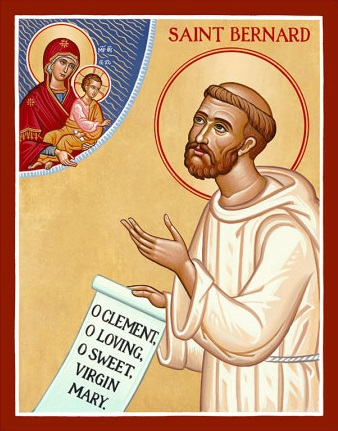 SAINT BERNARD
O CLEMENT,
O LOVING,
O SWEET,
VIRGIN
MARY.